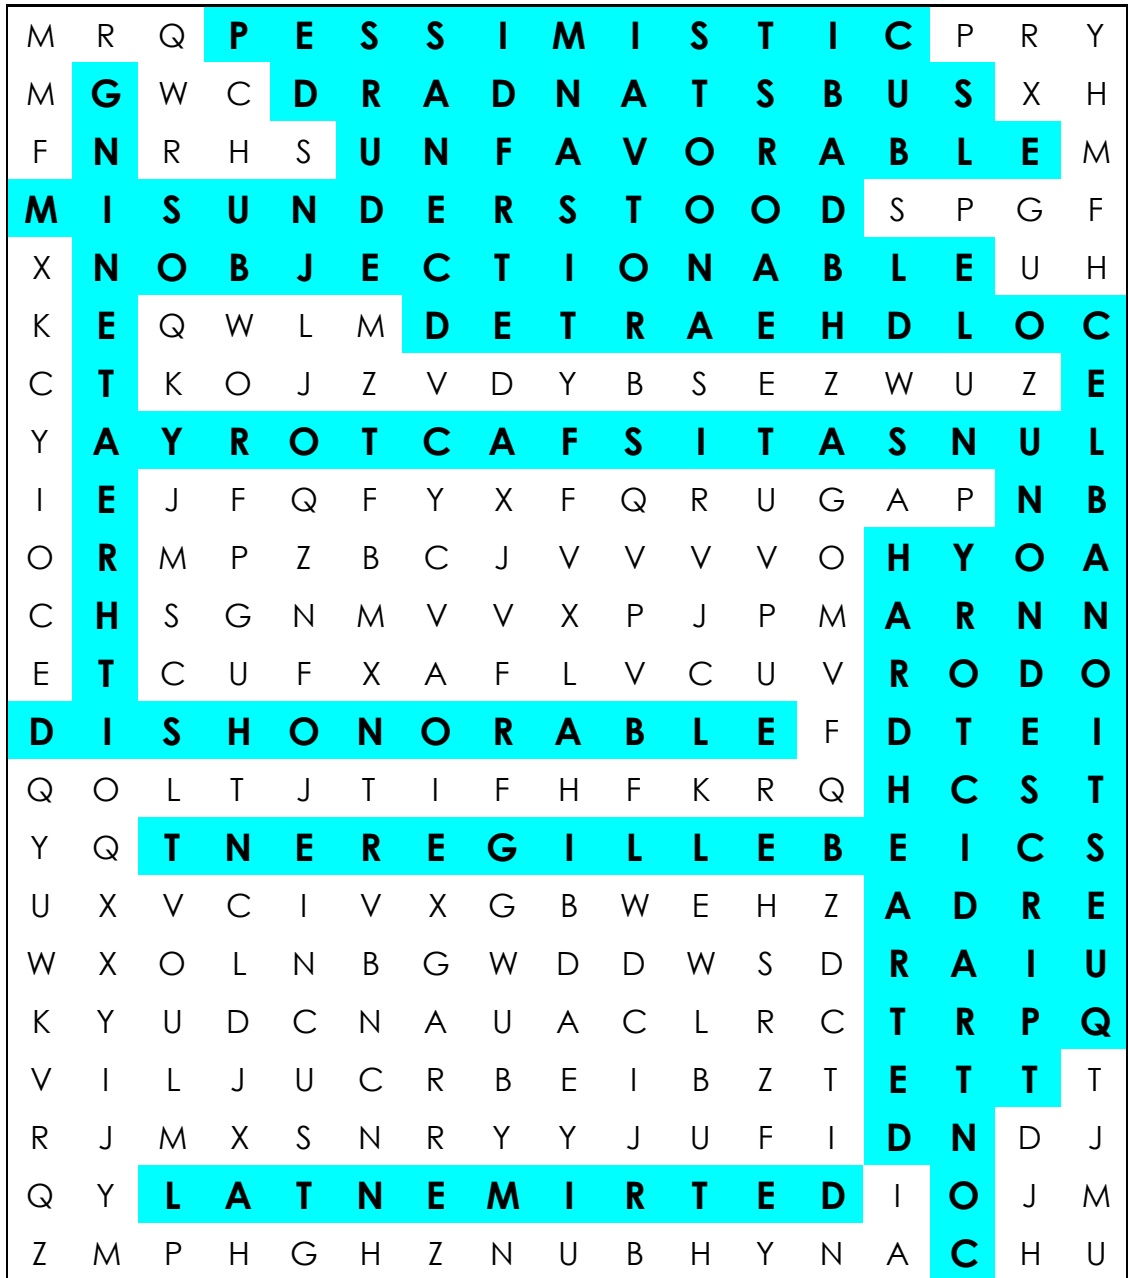 M R Q P E S S I M I S T I C P R Y
M G W C D R A D N A T S B U S X H
F N R H S U N F A V O R A B L E M
M I S U N D E R S T O O D S P G F
X N O B J E C T I O N A B L E U H
K E Q W L M D E T R A E H D L O C
C T K O J Z V D Y B S E Z W U Z E
Y A Y R O T C A F S I T A S N U L
I E J F Q F Y X F Q R U G A P N B
O R M P Z B C J V V V V O H Y O A
C H S G N M V V X P J P M A R N N
E T C U F X A F L V C U V R O D O
D I S H O N O R A B L E F D T E I
Q O L T J T I F H F K R Q H C S T
Y Q T N E R E G I L L E B E I C S
U X V C I V X G B W E H Z A D R E
W X O L N B G W D D W S D R A I U
K Y U D C N A U A C L R C T R P Q
V I L J U C R B E I B Z T E T T T
R J M X S N R Y Y J U F I D N D J
Q Y L A T N E M I R T E D I O J M
Z M P H G H Z N U B H Y N A C H U